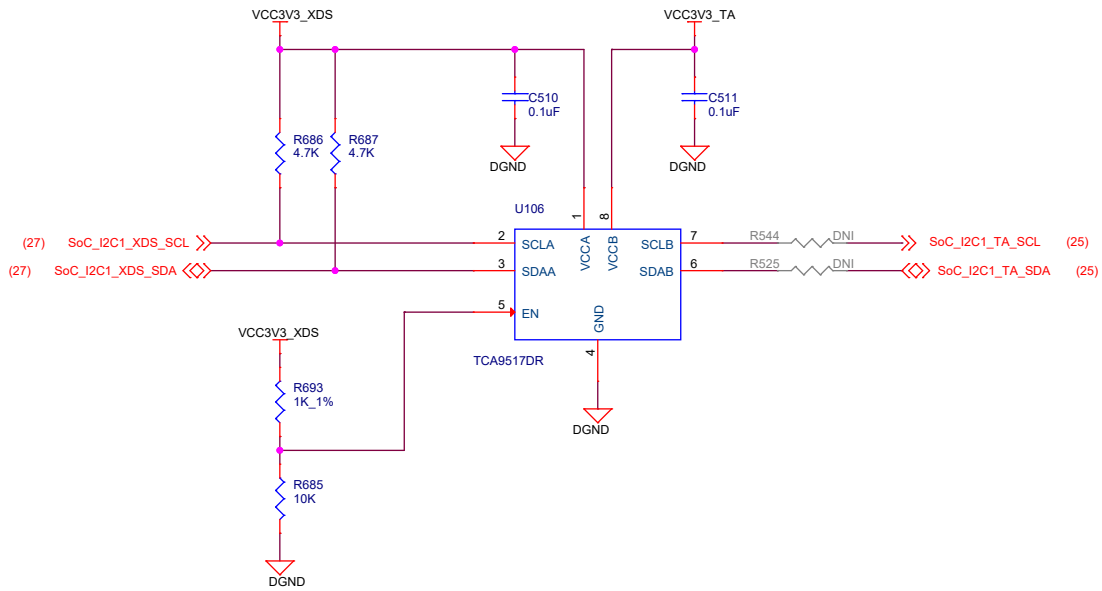 VCC3V3_XDS
VCC3V3_TA
C510
0.1uF
C511
0.1uF
R686
4.7K
R687
4.7K
DGND
DGND
U106
1
8
(27) SoC_I2C1_XDS_SCL
2
SCLA
VCCA
VCCB
SCLB
7
R544
DNI
SoC_I2C1_TA_SCL (25)
(27) SoC_I2C1_XDS_SDA
3
SDAA
SDAB
6
R525
DNI
SoC_I2C1_TA_SDA (25)
5
EN
GND
VCC3V3_XDS
4
TCA9517DR
R693
1K_1%
DGND
R685
10K
DGND